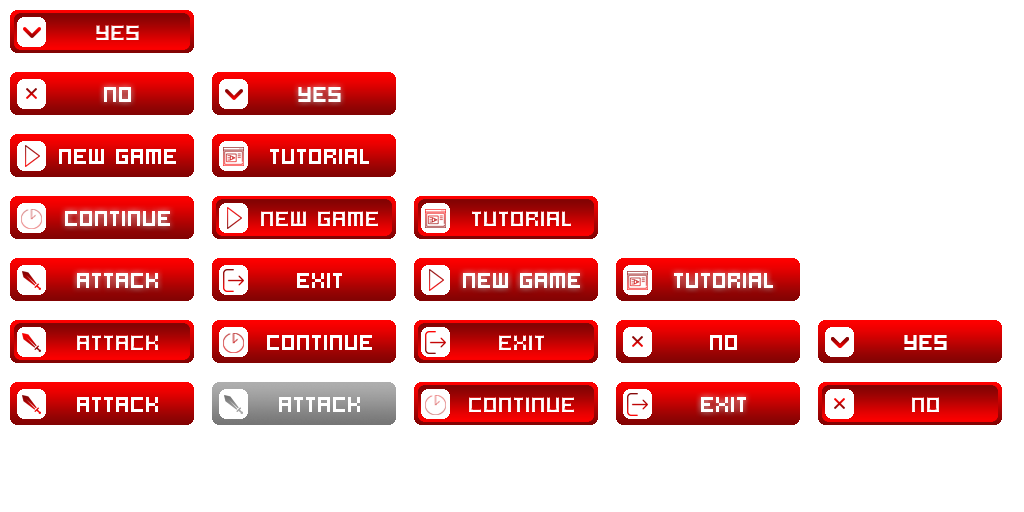 YES
NO YES
NEW GAME TUTORIAL
CONTINUE NEW GAME TUTORIAL
ATTACK EXIT NEW GAME TUTORIAL
ATTACK CONTINUE EXIT NO YES
ATTACK ATTACK CONTINUE EXIT NO